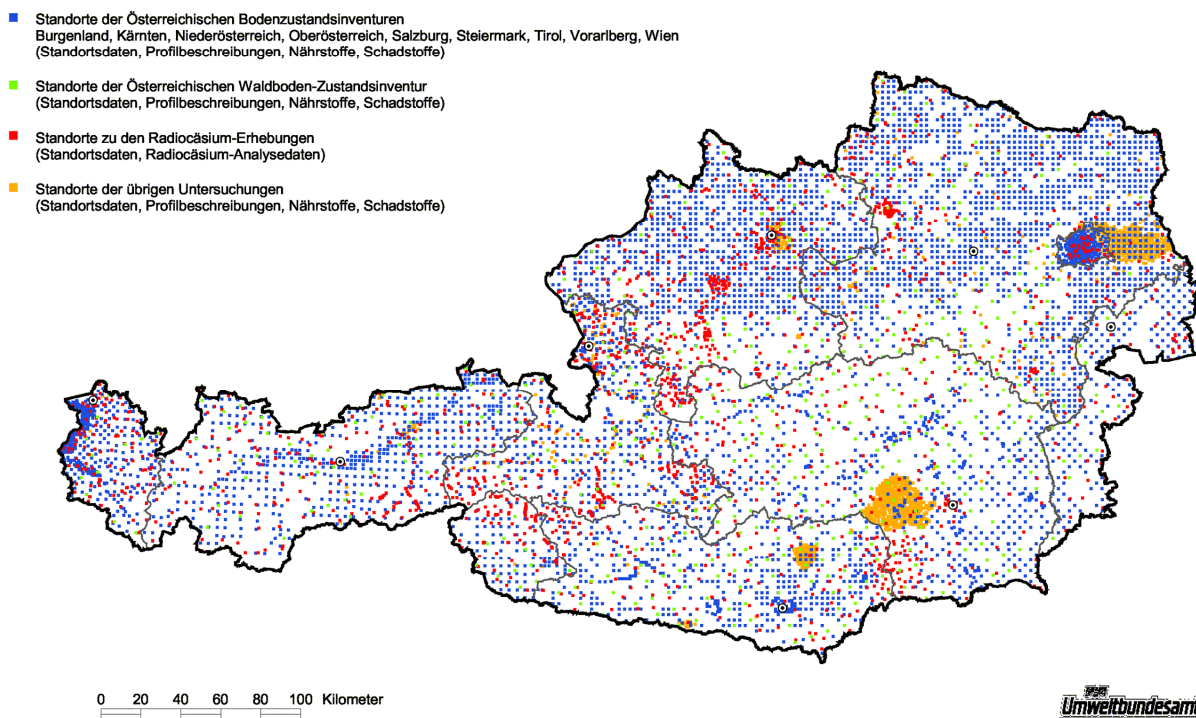 Standorte der Österreichischen Bodenzustandsinventuren
Burgenland, Kärnten, Niederösterreich, Oberösterreich, Salzburg, Steiermark, Tirol, Vorarlberg, Wien
(Standortsdaten, Profilbeschreibungen, Nährstoffe, Schadstoffe)
Standorte der Österreichischen Waldboden-Zustandsinventur
(Standortsdaten, Profilbeschreibungen, Nährstoffe, Schadstoffe)
Standorte zu den Radiocäsium-Erhebungen
(Standortsdaten, Radiocäsium-Analysedaten)
Standorte der übrigen Untersuchungen
(Standortsdaten, Profilbeschreibungen, Nährstoffe, Schadstoffe)
0 20 40 60 80 100 Kilometer
Umweltbundesamt